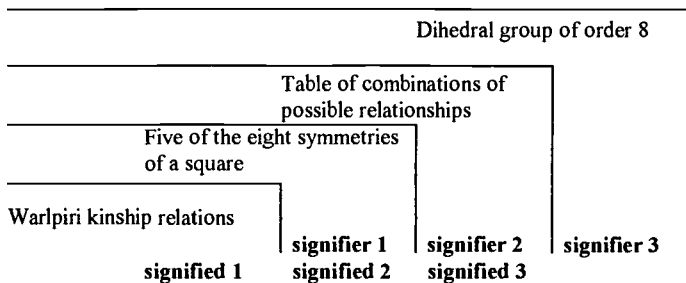 Dihedral group of order 8
Table of combinations of
possible relationships
Five of the eight symmetries
of a square
Warlpiri kinship relations
signifier 1 signifier 2 signifier 3
signified 1 signified 2 signified 3